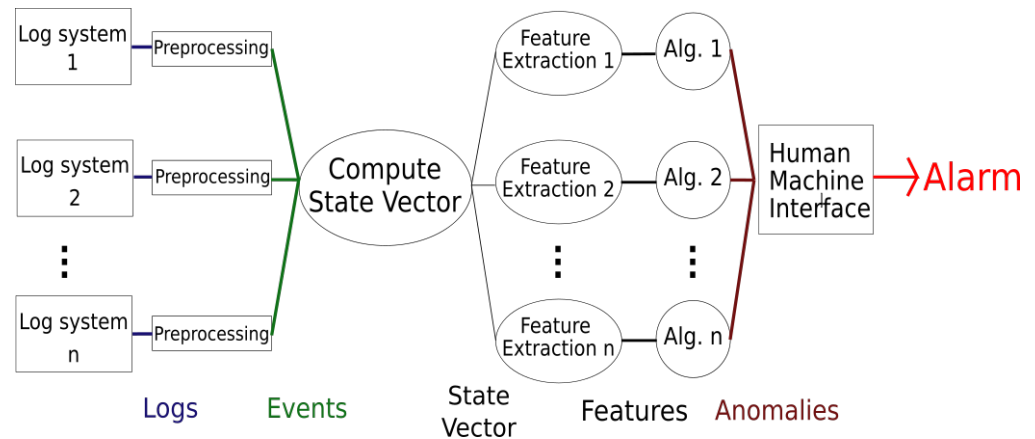 Log system
1
Preprocessing
Log system
2
Preprocessing
Log system
n
Preprocessing
Compute
State Vector
Feature
Extraction 1
Alg. 1
Feature
Extraction 2
Alg. 2
Feature
Extraction n
Alg. n
Human
Machine
Interface
Alarm
Logs
Events
State
Vector
Features
Anomalies